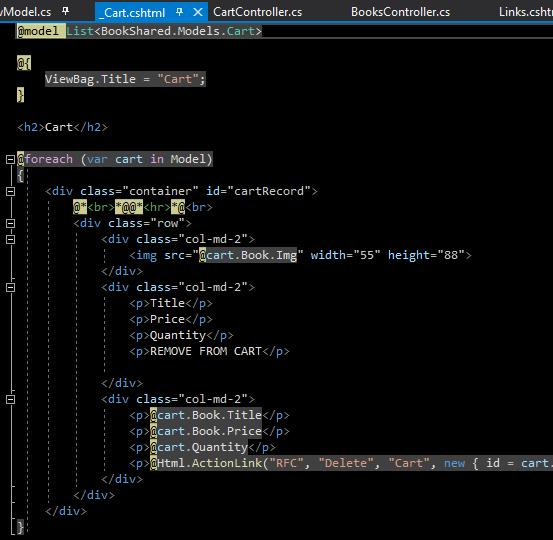 vModel.cs
_Cart.cshtml
CartController.cs
BooksController.cs
Links.csht
@model List<BookShared.Models.Cart>
@{
ViewBag.Title = "Cart";
}
<h2>Cart</h2>
@foreach (var cart in Model)
{
<div class="container" id="cartRecord">
@*<br>*@@*<hr>*@<br>
<div class="row">
<div class="col-md-2">
<img src="@cart.Book.Img" width="55" height="88">
</div>
<div class="col-md-2">
<p>Title</p>
<p>Price</p>
<p>Quantity</p>
<p>REMOVE FROM CART</p>
</div>
<div class="col-md-2">
<p>@cart.Book.Title</p>
<p>@cart.Book.Price</p>
<p>@cart.Quantity</p>
<p>@Html.ActionLink("RFC", "Delete", "Cart", new { id = cart.
</div>
</div>
</div>
}